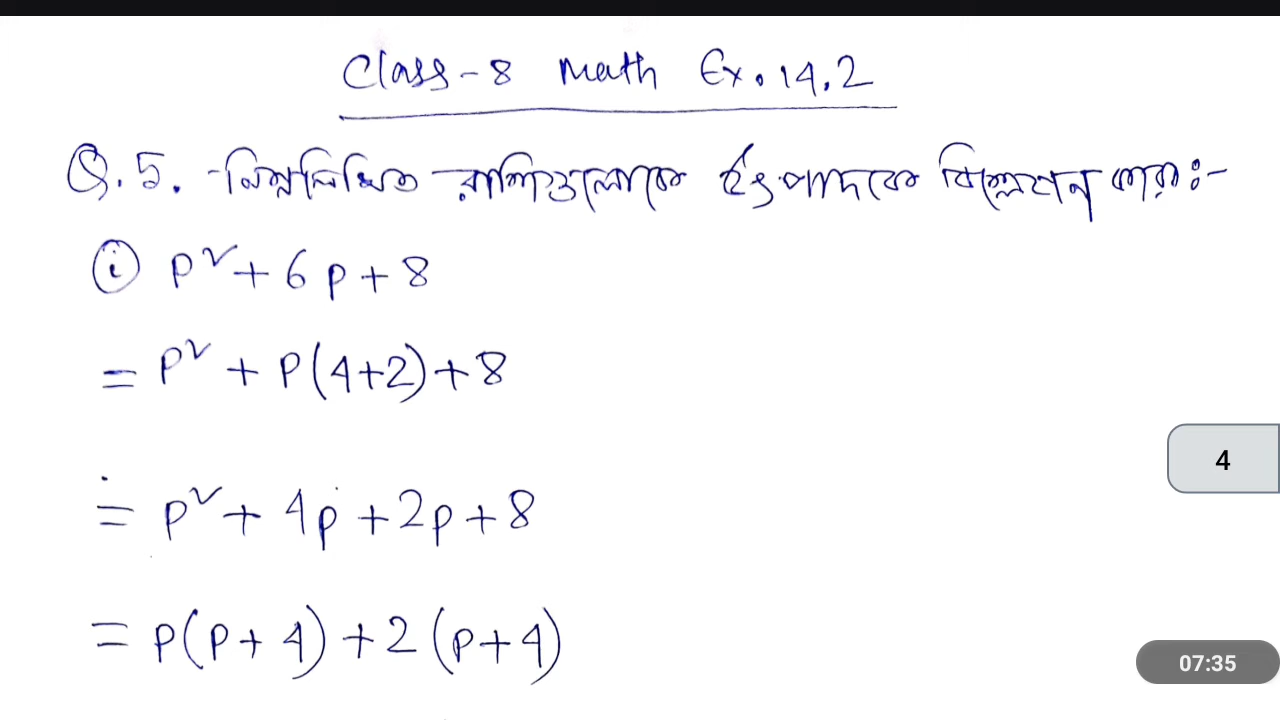 Class-8 Math Ex.14.2
Q.5. নিম্নলিখিত ৰাশিগুলোকে উৎপাদকে বিশ্লেষণ কৰ:-
(i) p² + 6p + 8
= p² + p(4+2) + 8
4
= p² + 4p + 2p + 8
= p(p+4) + 2(p+4)
07:35